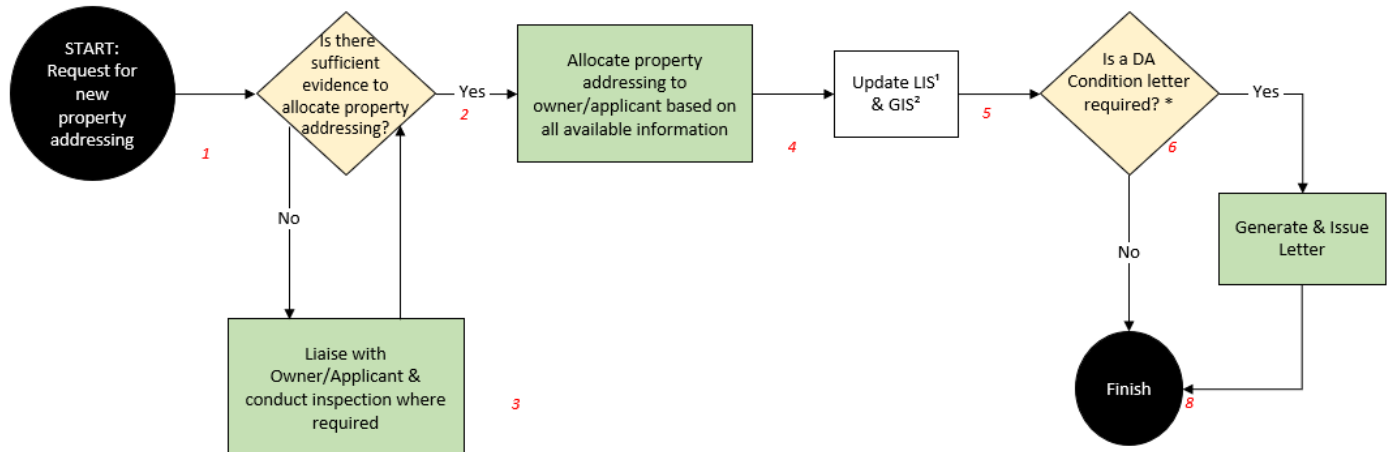 START:
Request for
new
property
addressing
1
Is there
sufficient
evidence to
allocate property
addressing?
Yes
2
No
Liaise with
Owner/Applicant &
conduct inspection where
required
3
Allocate property
addressing to
owner/applicant based on
all available information
4
Update LIS¹
& GIS²
5
Is a DA
Condition letter
required? *
6
Yes
No
Generate & Issue
Letter
Finish
8